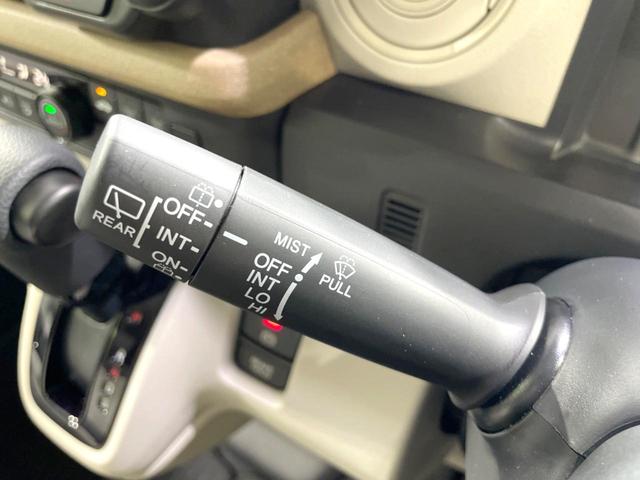 REAR
OFF
INT
ON
MIST
OFF
INT
LO
HI
PULL